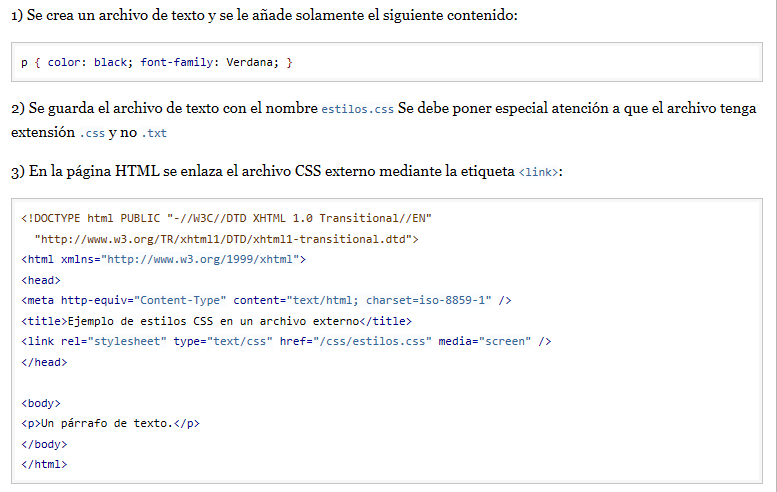 1) Se crea un archivo de texto y se le añade solamente el siguiente contenido:
p { color: black; font-family: Verdana; }
2) Se guarda el archivo de texto con el nombre estilos.css Se debe poner especial atención a que el archivo tenga
extensión .css y no .txt
3) En la página HTML se enlaza el archivo CSS externo mediante la etiqueta <link>:
<!DOCTYPE html PUBLIC "-//W3C//DTD XHTML 1.0 Transitional//EN"
"http://www.w3.org/TR/xhtml1/DTD/xhtml1-transitional.dtd">
<html xmlns="http://www.w3.org/1999/xhtml">
<head>
<meta http-equiv="Content-Type" content="text/html; charset=iso-8859-1" />
<title>Ejemplo de estilos CSS en un archivo externo</title>
<link rel="stylesheet" type="text/css" href="/css/estilos.css" media="screen" />
</head>
<body>
<p>Un párrafo de texto.</p>
</body>
</html>